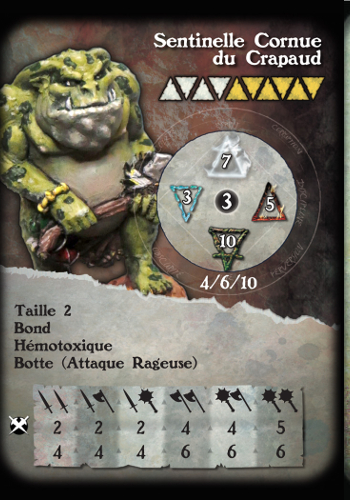 Sentinelle Cornue
du Crapaud
7
3
3
5
10
4/6/10
Taille 2
Bond
Hémotoxique
Botte (Attaque Rageuse)
2 2 2 4 4 5
4 4 4 6 6 6